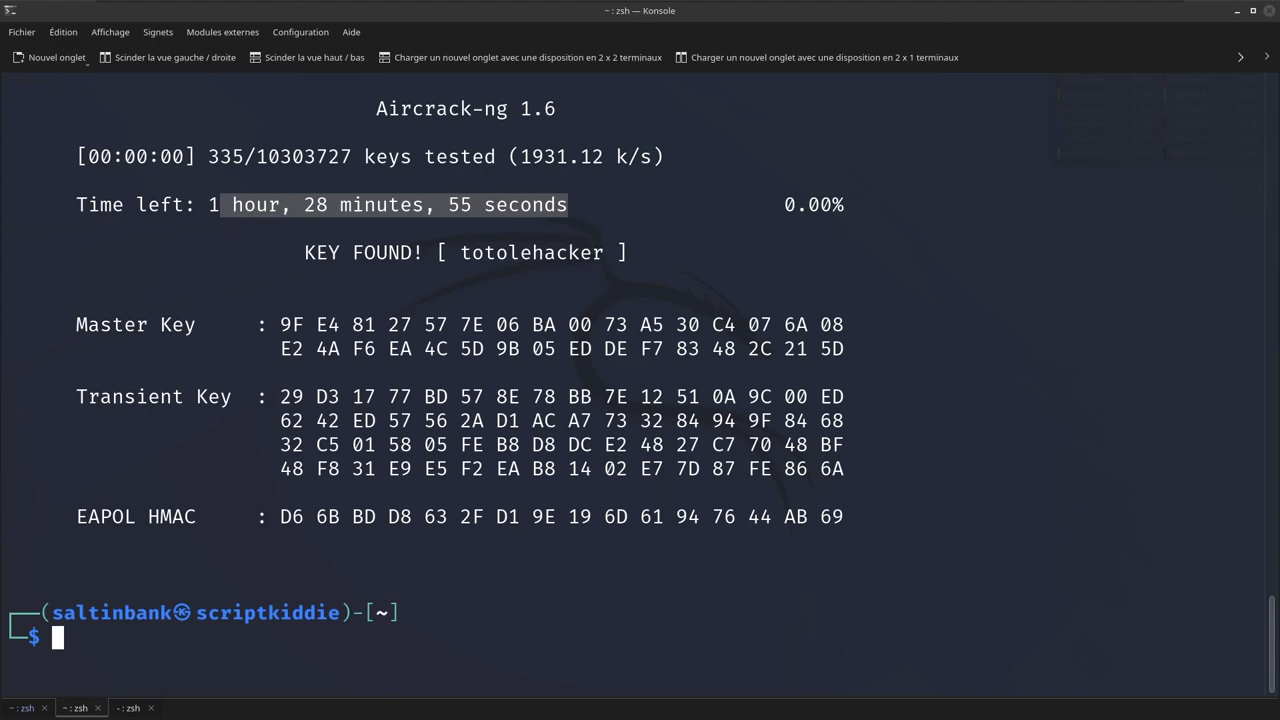 ~ : zsh — Konsole
Fichier Édition Affichage Signets Modules externes Configuration Aide
Nouvel onglet Scinder la vue gauche / droite Scinder la vue haut / bas Charger un nouvel onglet avec une disposition en 2 x 2 terminaux Charger un nouvel onglet avec une disposition en 2 x 1 terminaux
Aircrack-ng 1.6
[00:00:00] 335/10303727 keys tested (1931.12 k/s)
Time left: 1 hour, 28 minutes, 55 seconds 0.00%
KEY FOUND! [ totolehacker ]
Master Key : 9F E4 81 27 57 7E 06 BA 00 73 A5 30 C4 07 6A 08
E2 4A F6 EA 4C 5D 9B 05 ED DE F7 83 48 2C 21 5D
Transient Key : 29 D3 17 77 BD 57 8E 78 BB 7E 12 51 0A 9C 00 ED
62 42 ED 57 56 2A D1 AC A7 73 32 84 94 9F 84 68
32 C5 01 58 05 FE B8 D8 DC E2 48 27 C7 70 48 BF
48 F8 31 E9 E5 F2 EA B8 14 02 E7 7D 87 FE 86 6A
EAPOL HMAC : D6 6B BD D8 63 2F D1 9E 19 6D 61 94 76 44 AB 69
(saltinbank㉿scriptkiddie)-[~]
$
~ : zsh ~ : zsh - : zsh